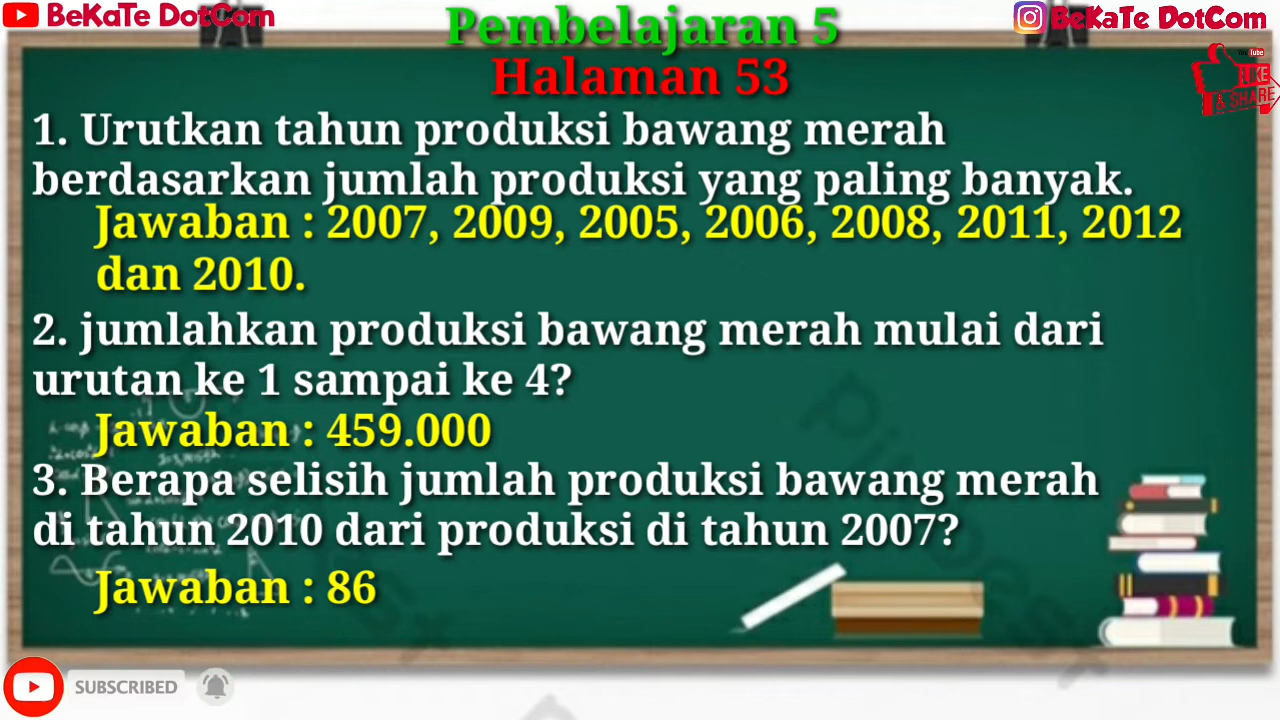 BeKaTe DotCom
BeKaTe DotCom
Pembelajaran 5
Halaman 53
YouTube
LIKE
& SHARE
1. Urutkan tahun produksi bawang merah
berdasarkan jumlah produksi yang paling banyak.
Jawaban : 2007, 2009, 2005, 2006, 2008, 2011, 2012
dan 2010.
2. jumlahkan produksi bawang merah mulai dari
urutan ke 1 sampai ke 4?
Jawaban : 459.000
3. Berapa selisih jumlah produksi bawang merah
di tahun 2010 dari produksi di tahun 2007?
Jawaban : 86
SUBSCRIBED